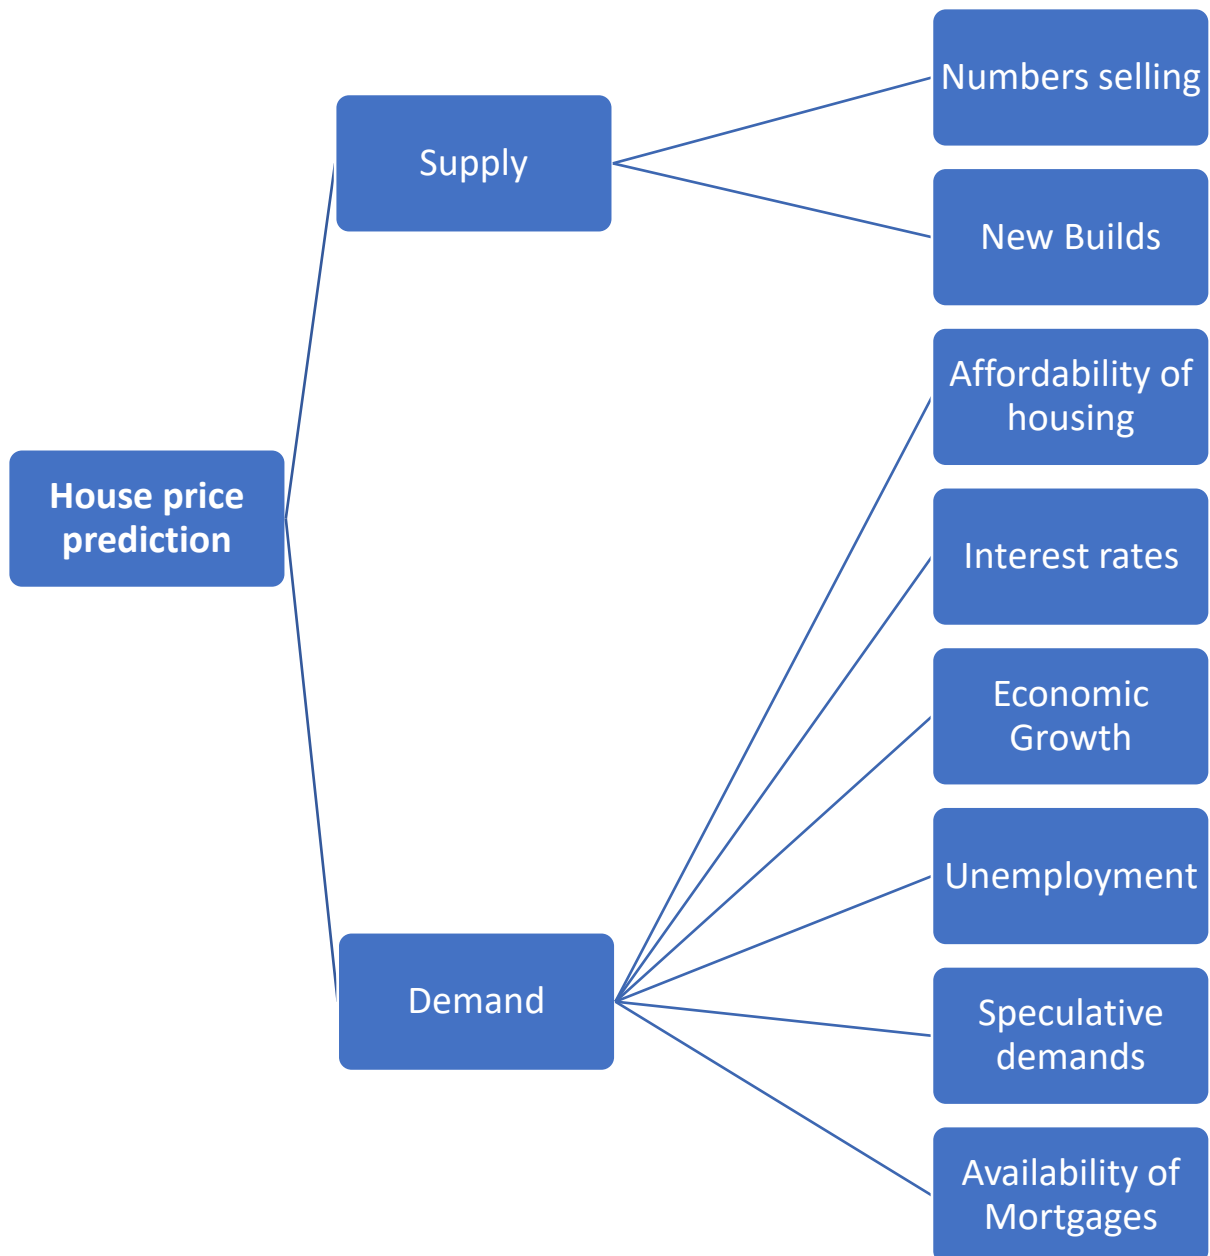 Numbers selling
Supply
New Builds
Affordability of
housing
House price
prediction
Interest rates
Economic
Growth
Unemployment
Demand
Speculative
demands
Availability of
Mortgages